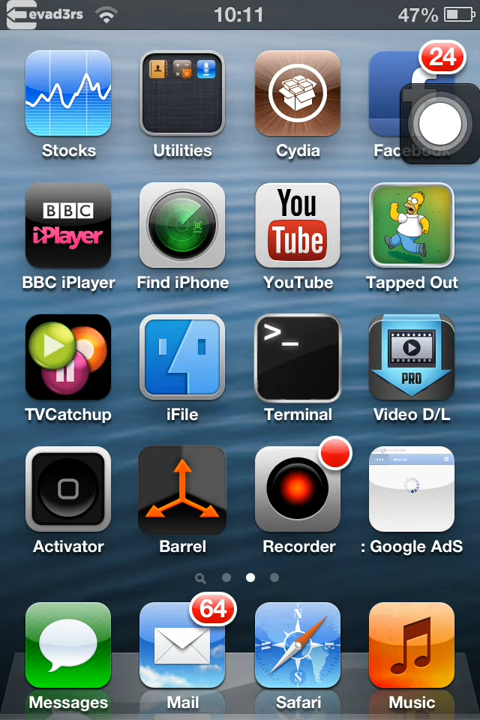 evad3rs 10:11 47%
24
Stocks Utilities Cydia Facebook
BBC
iPlayer
You
Tube
BBC iPlayer Find iPhone YouTube Tapped Out
>_
PRO
TVCatchup iFile Terminal Video D/L
Activator Barrel Recorder : Google AdS
64
N
S
Messages Mail Safari Music